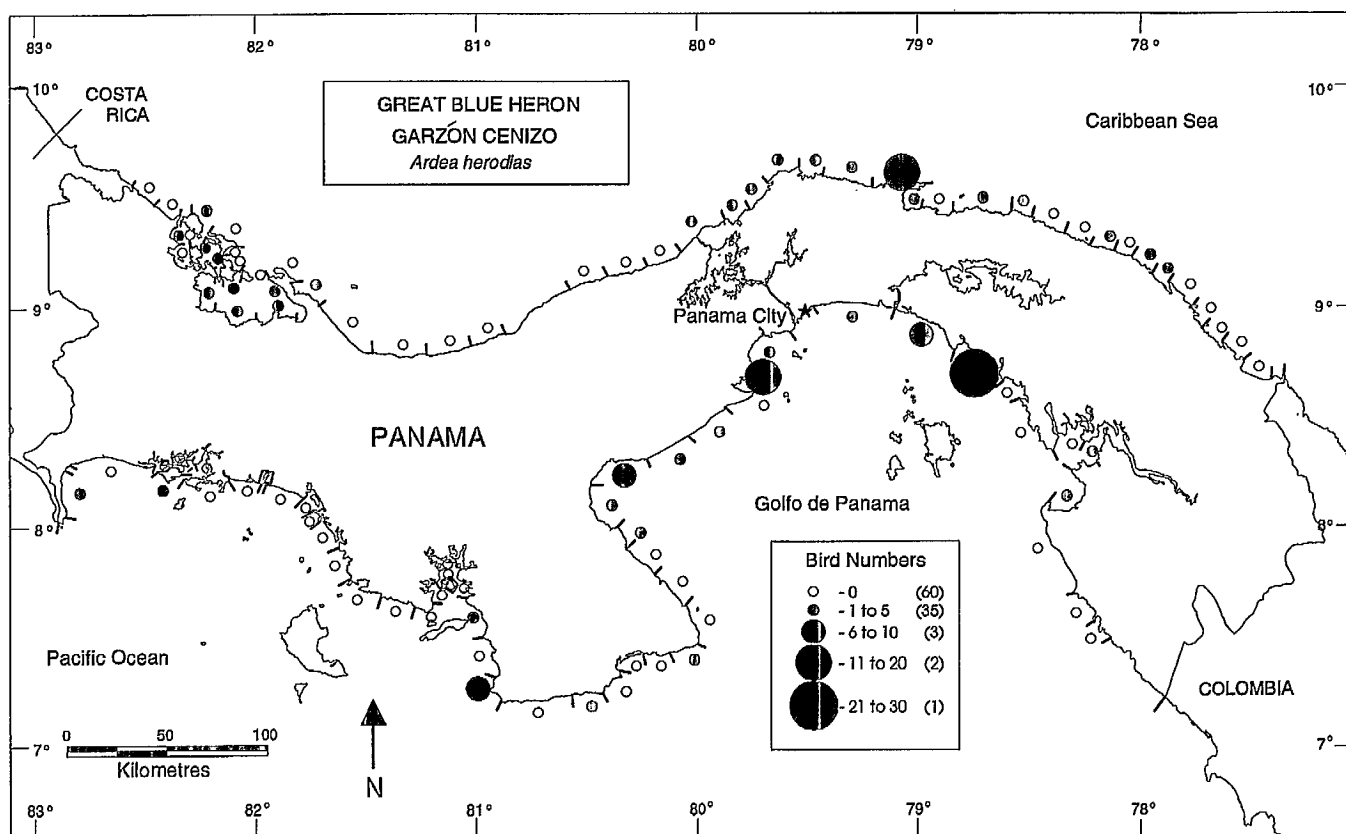 83° 82° 81° 80° 79° 78°
10° 10°
COSTA
RICA
GREAT BLUE HERON
GARZÓN CENIZO
Ardea herodias
Caribbean Sea
9° 9°
Panama City
PANAMA
Golfo de Panama
8° 8°
Bird Numbers
- 0 (60)
- 1 to 5 (35)
- 6 to 10 (3)
- 11 to 20 (2)
- 21 to 30 (1)
Pacific Ocean
COLOMBIA
0 50 100
Kilometres
N
7° 7°
83° 82° 81° 80° 79° 78°